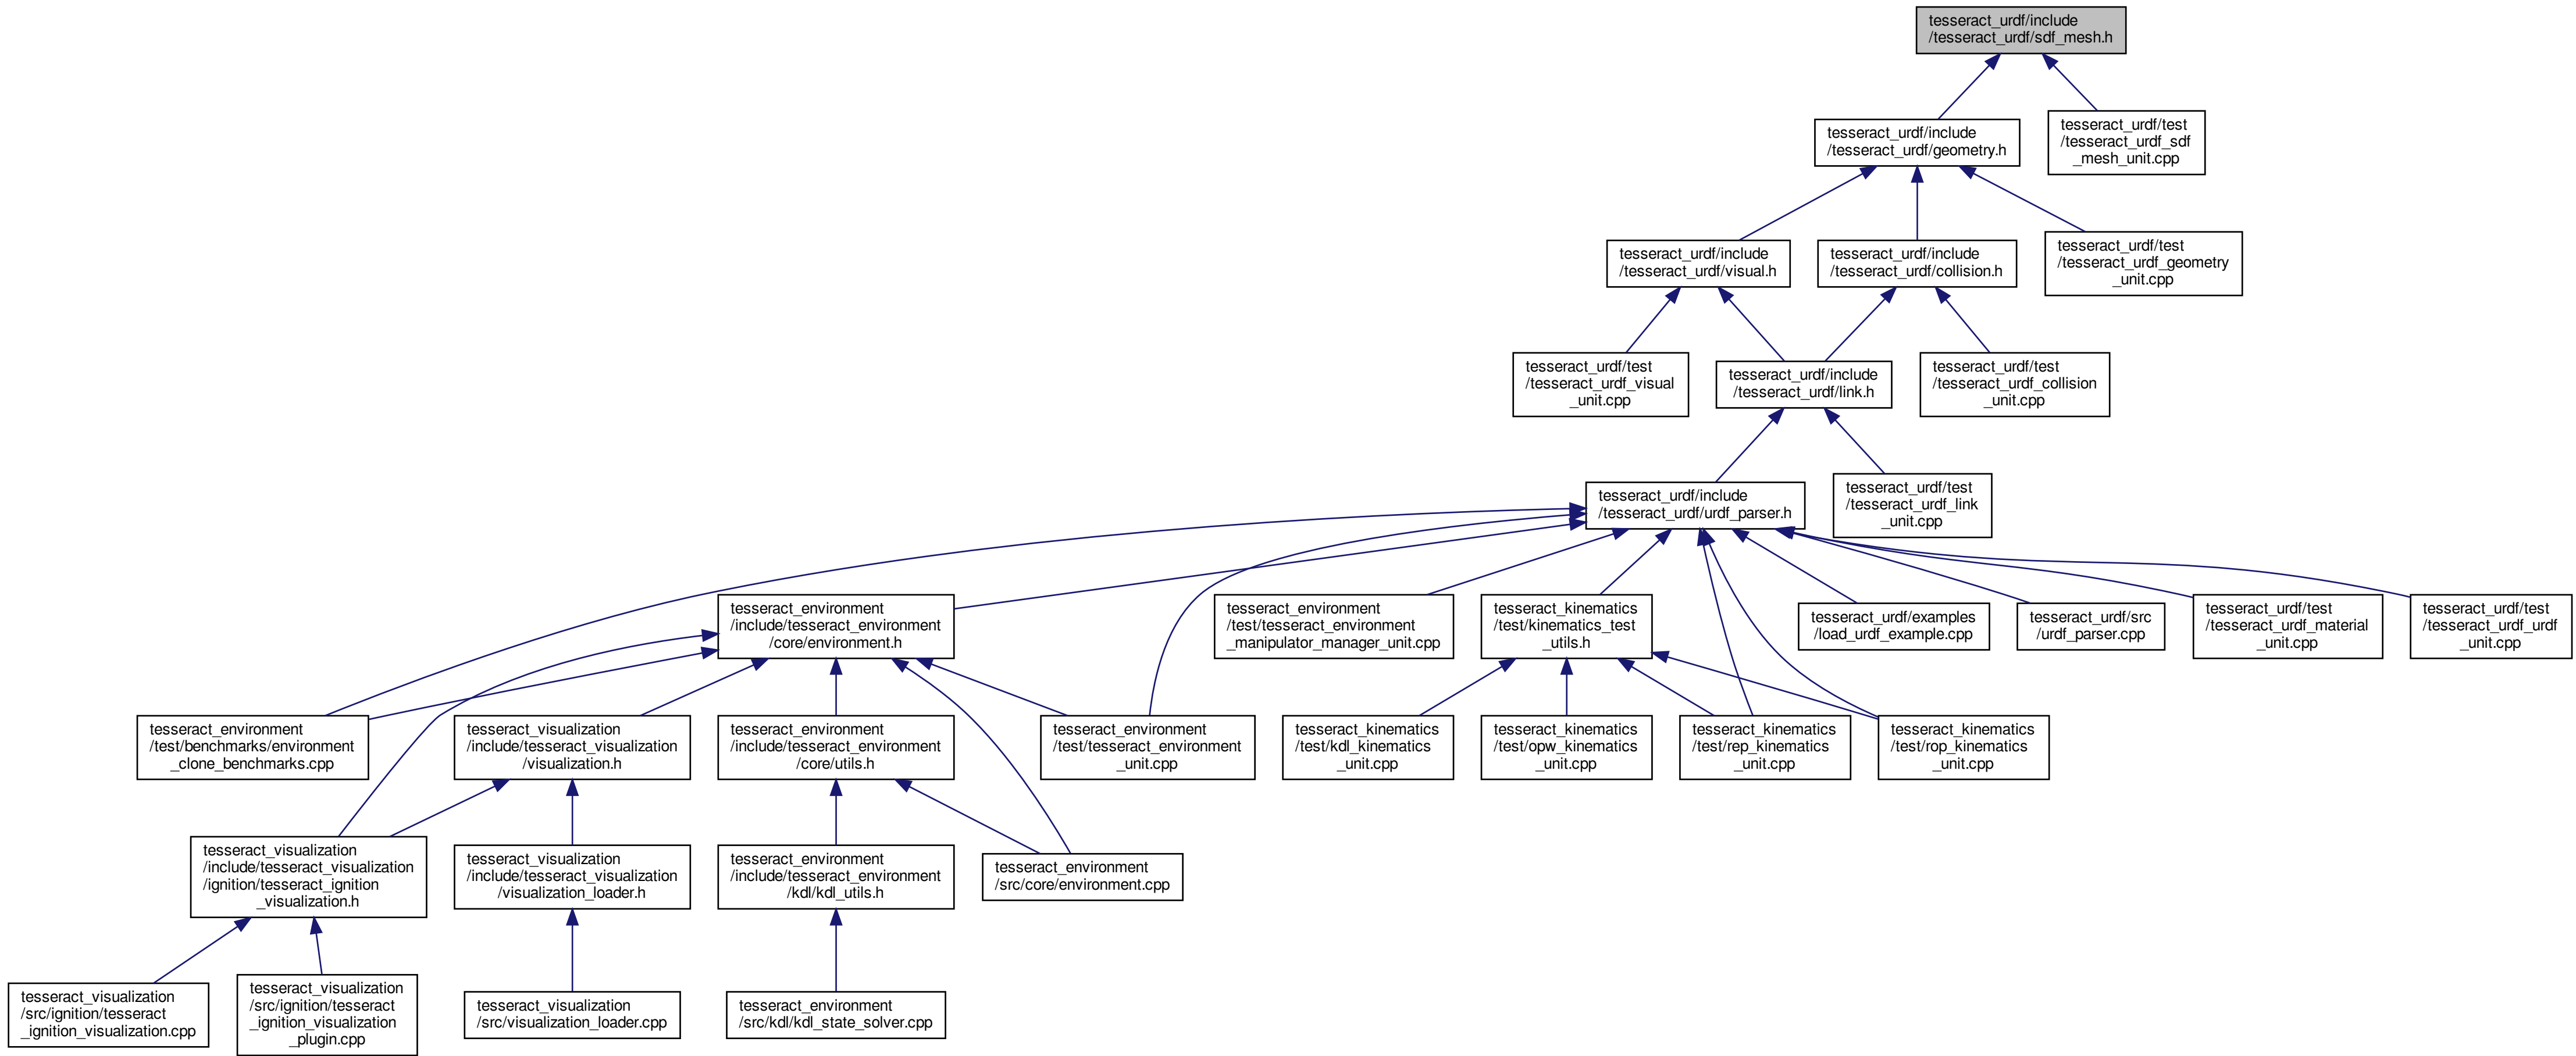 tesseract_urdf/include
/tesseract_urdf/sdf_mesh.h
tesseract_urdf/include
/tesseract_urdf/geometry.h
tesseract_urdf/test
/tesseract_urdf_sdf
_mesh_unit.cpp
tesseract_urdf/include
/tesseract_urdf/visual.h
tesseract_urdf/include
/tesseract_urdf/collision.h
tesseract_urdf/test
/tesseract_urdf_geometry
_unit.cpp
tesseract_urdf/test
/tesseract_urdf_visual
_unit.cpp
tesseract_urdf/include
/tesseract_urdf/link.h
tesseract_urdf/test
/tesseract_urdf_collision
_unit.cpp
tesseract_urdf/include
/tesseract_urdf/urdf_parser.h
tesseract_urdf/test
/tesseract_urdf_link
_unit.cpp
tesseract_environment
/include/tesseract_environment
/core/environment.h
tesseract_environment
/test/tesseract_environment
_manipulator_manager_unit.cpp
tesseract_kinematics
/test/kinematics_test
_utils.h
tesseract_urdf/examples
/load_urdf_example.cpp
tesseract_urdf/src
/urdf_parser.cpp
tesseract_urdf/test
/tesseract_urdf_material
_unit.cpp
tesseract_urdf/test
/tesseract_urdf_urdf
_unit.cpp
tesseract_environment
/test/benchmarks/environment
_clone_benchmarks.cpp
tesseract_visualization
/include/tesseract_visualization
/visualization.h
tesseract_environment
/include/tesseract_environment
/core/utils.h
tesseract_environment
/test/tesseract_environment
_unit.cpp
tesseract_kinematics
/test/kdl_kinematics
_unit.cpp
tesseract_kinematics
/test/opw_kinematics
_unit.cpp
tesseract_kinematics
/test/rep_kinematics
_unit.cpp
tesseract_kinematics
/test/rop_kinematics
_unit.cpp
tesseract_visualization
/include/tesseract_visualization
/ignition/tesseract_ignition
_visualization.h
tesseract_visualization
/include/tesseract_visualization
/visualization_loader.h
tesseract_environment
/include/tesseract_environment
/kdl/kdl_utils.h
tesseract_environment
/src/core/environment.cpp
tesseract_visualization
/src/ignition/tesseract
_ignition_visualization.cpp
tesseract_visualization
/src/ignition/tesseract
_ignition_visualization
_plugin.cpp
tesseract_visualization
/src/visualization_loader.cpp
tesseract_environment
/src/kdl/kdl_state_solver.cpp